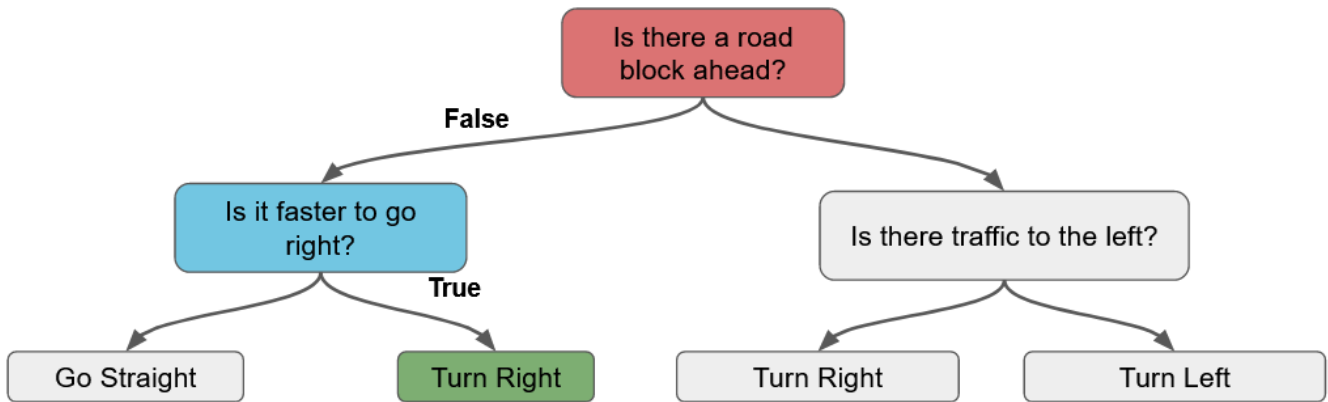 Is there a road
block ahead?
False
Is it faster to go
right?
Is there traffic to the left?
True
Go Straight
Turn Right
Turn Right
Turn Left